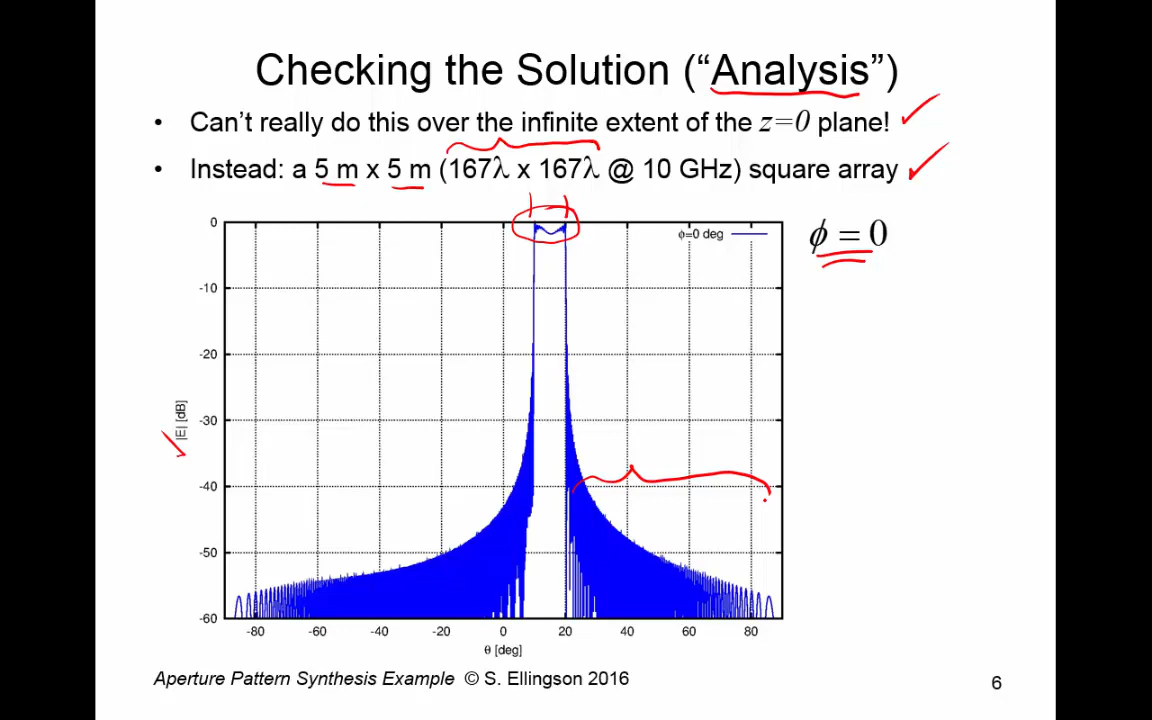 Checking the Solution (“Analysis”)
• Can’t really do this over the infinite extent of the z=0 plane!
• Instead: a 5 m x 5 m (167λ x 167λ @ 10 GHz) square array
ϕ = 0
ϕ=0 deg
0
-10
-20
-30
-40
-50
-60
|E| [dB]
-80 -60 -40 -20 0 20 40 60 80
θ [deg]
Aperture Pattern Synthesis Example © S. Ellingson 2016
6